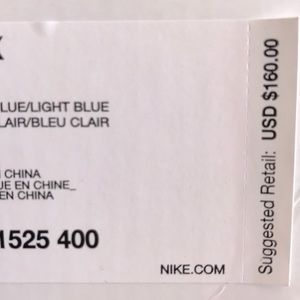 LUE/LIGHT BLUE
LAIR/BLEU CLAIR
CHINA
UE EN CHINE_
EN CHINA
1525 400
NIKE.COM
Suggested Retail: USD $160.00